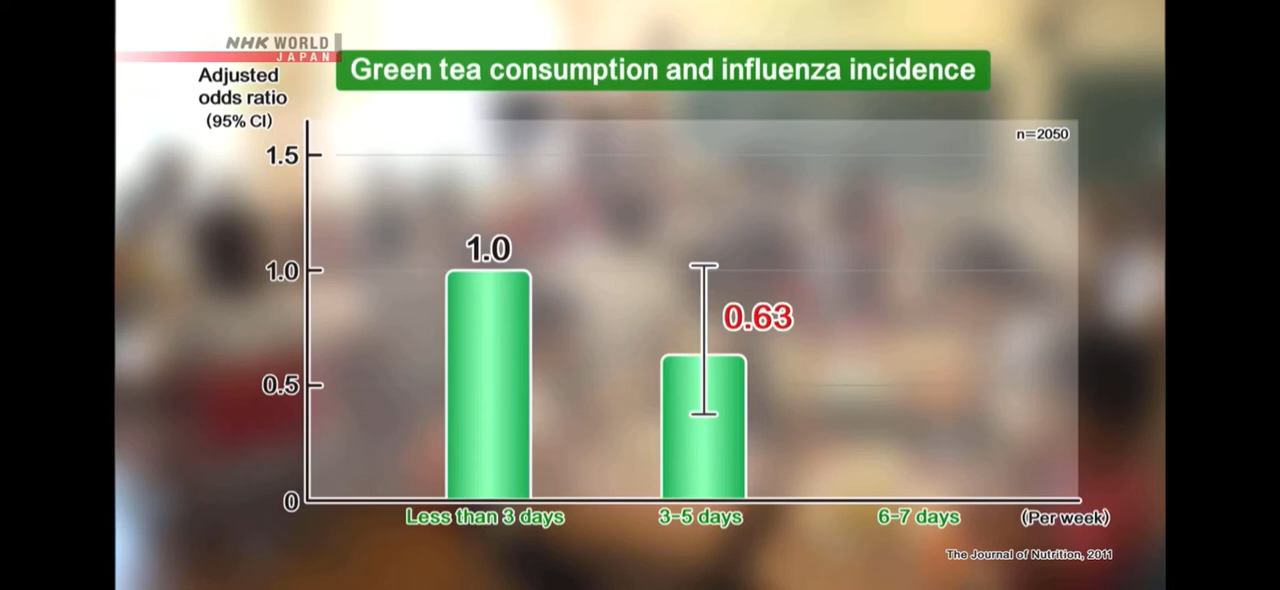 NHK WORLD
JAPAN
Green tea consumption and influenza incidence
Adjusted
odds ratio
(95% CI)
n=2050
1.5
1.0
1.0
0.63
0.5
0
Less than 3 days
3–5 days
6–7 days
(Per week)
The Journal of Nutrition, 2011